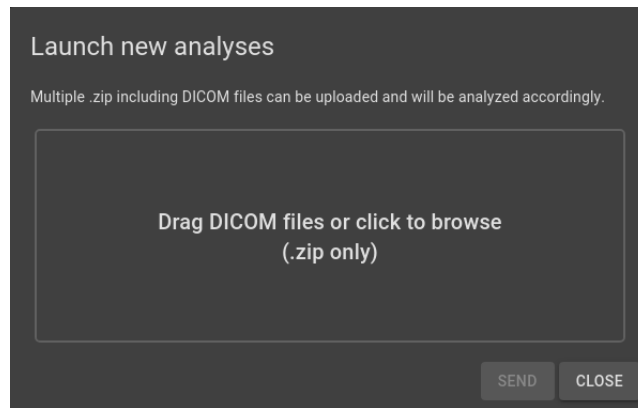 Launch new analyses
Multiple .zip including DICOM files can be uploaded and will be analyzed accordingly.
Drag DICOM files or click to browse
(.zip only)
SEND CLOSE